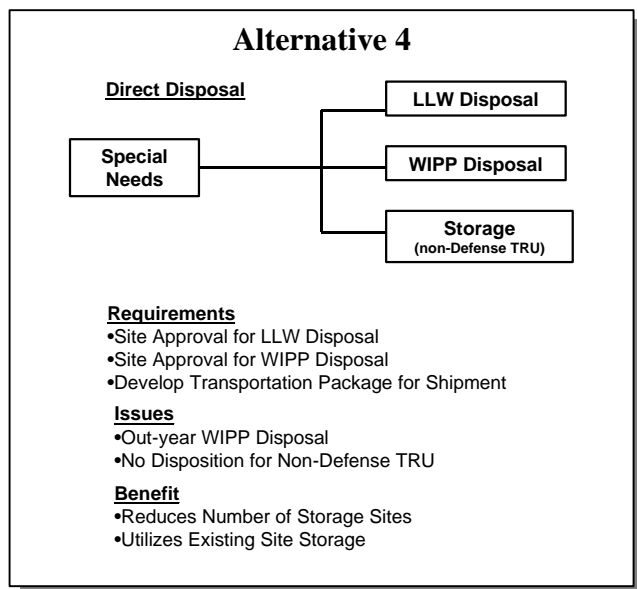 Alternative 4
Direct Disposal
LLW Disposal
Special
Needs
WIPP Disposal
Storage
(non-Defense TRU)
Requirements
•Site Approval for LLW Disposal
•Site Approval for WIPP Disposal
•Develop Transportation Package for Shipment
Issues
•Out-year WIPP Disposal
•No Disposition for Non-Defense TRU
Benefit
•Reduces Number of Storage Sites
•Utilizes Existing Site Storage